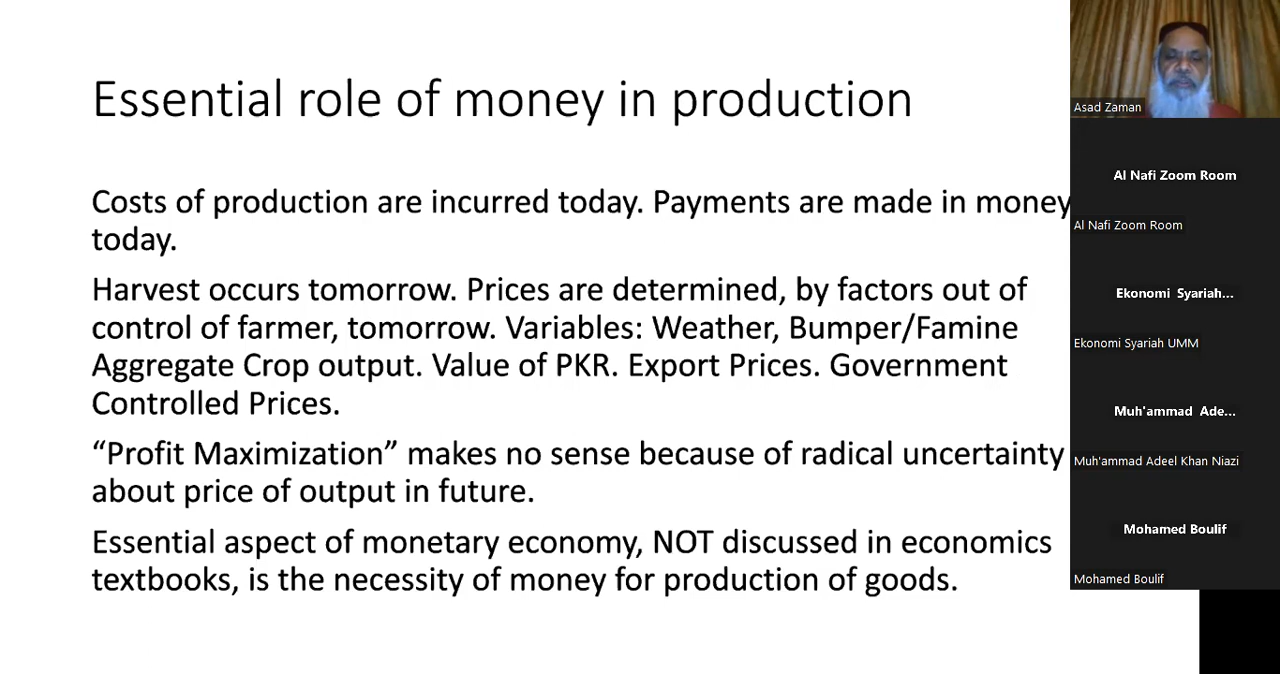 Essential role of money in production
Costs of production are incurred today. Payments are made in money
today.
Harvest occurs tomorrow. Prices are determined, by factors out of
control of farmer, tomorrow. Variables: Weather, Bumper/Famine
Aggregate Crop output. Value of PKR. Export Prices. Government
Controlled Prices.
“Profit Maximization” makes no sense because of radical uncertainty
about price of output in future.
Essential aspect of monetary economy, NOT discussed in economics
textbooks, is the necessity of money for production of goods.
Asad Zaman
Al Nafi Zoom Room
Al Nafi Zoom Room
Ekonomi Syariah...
Ekonomi Syariah UMM
Muh'ammad Ade...
Muh'ammad Adeel Khan Niazi
Mohamed Boulif
Mohamed Boulif